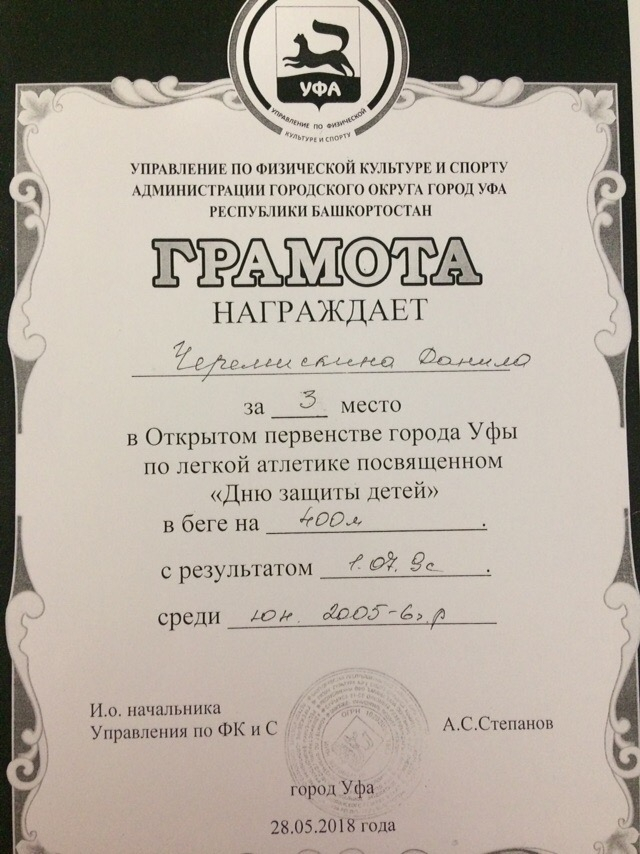 УФА
УПРАВЛЕНИЕ ПО ФИЗИЧЕСКОЙ
КУЛЬТУРЕ И СПОРТУ
УПРАВЛЕНИЕ ПО ФИЗИЧЕСКОЙ КУЛЬТУРЕ И СПОРТУ
АДМИНИСТРАЦИИ ГОРОДСКОГО ОКРУГА ГОРОД УФА
РЕСПУБЛИКИ БАШКОРТОСТАН
ГРАМОТА
НАГРАЖДАЕТ
Черемискина Данила
за 3 место
в Открытом первенстве города Уфы
по легкой атлетике посвященном
«Дню защиты детей»
в беге на 400м.
с результатом 1.07.9с.
среди юн. 2005-6г.р
И.о. начальника
Управления по ФК и С
А.С.Степанов
город Уфа
28.05.2018 года